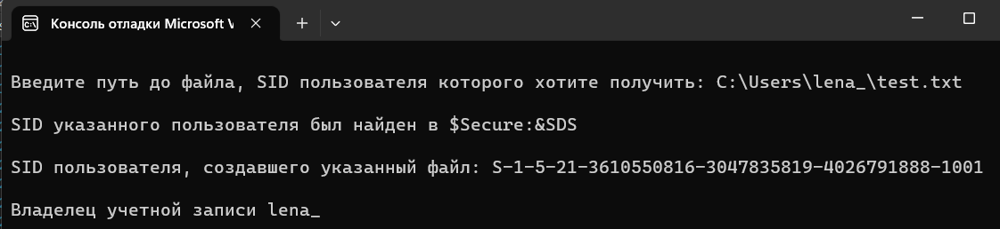 Консоль отладки Microsoft V
Введите путь до файла, SID пользователя которого хотите получить: C:\Users\lena_\test.txt
SID указанного пользователя был найден в $Secure:&SDS
SID пользователя, создавшего указанный файл: S-1-5-21-3610550816-3047835819-4026791888-1001
Владелец учетной записи lena_